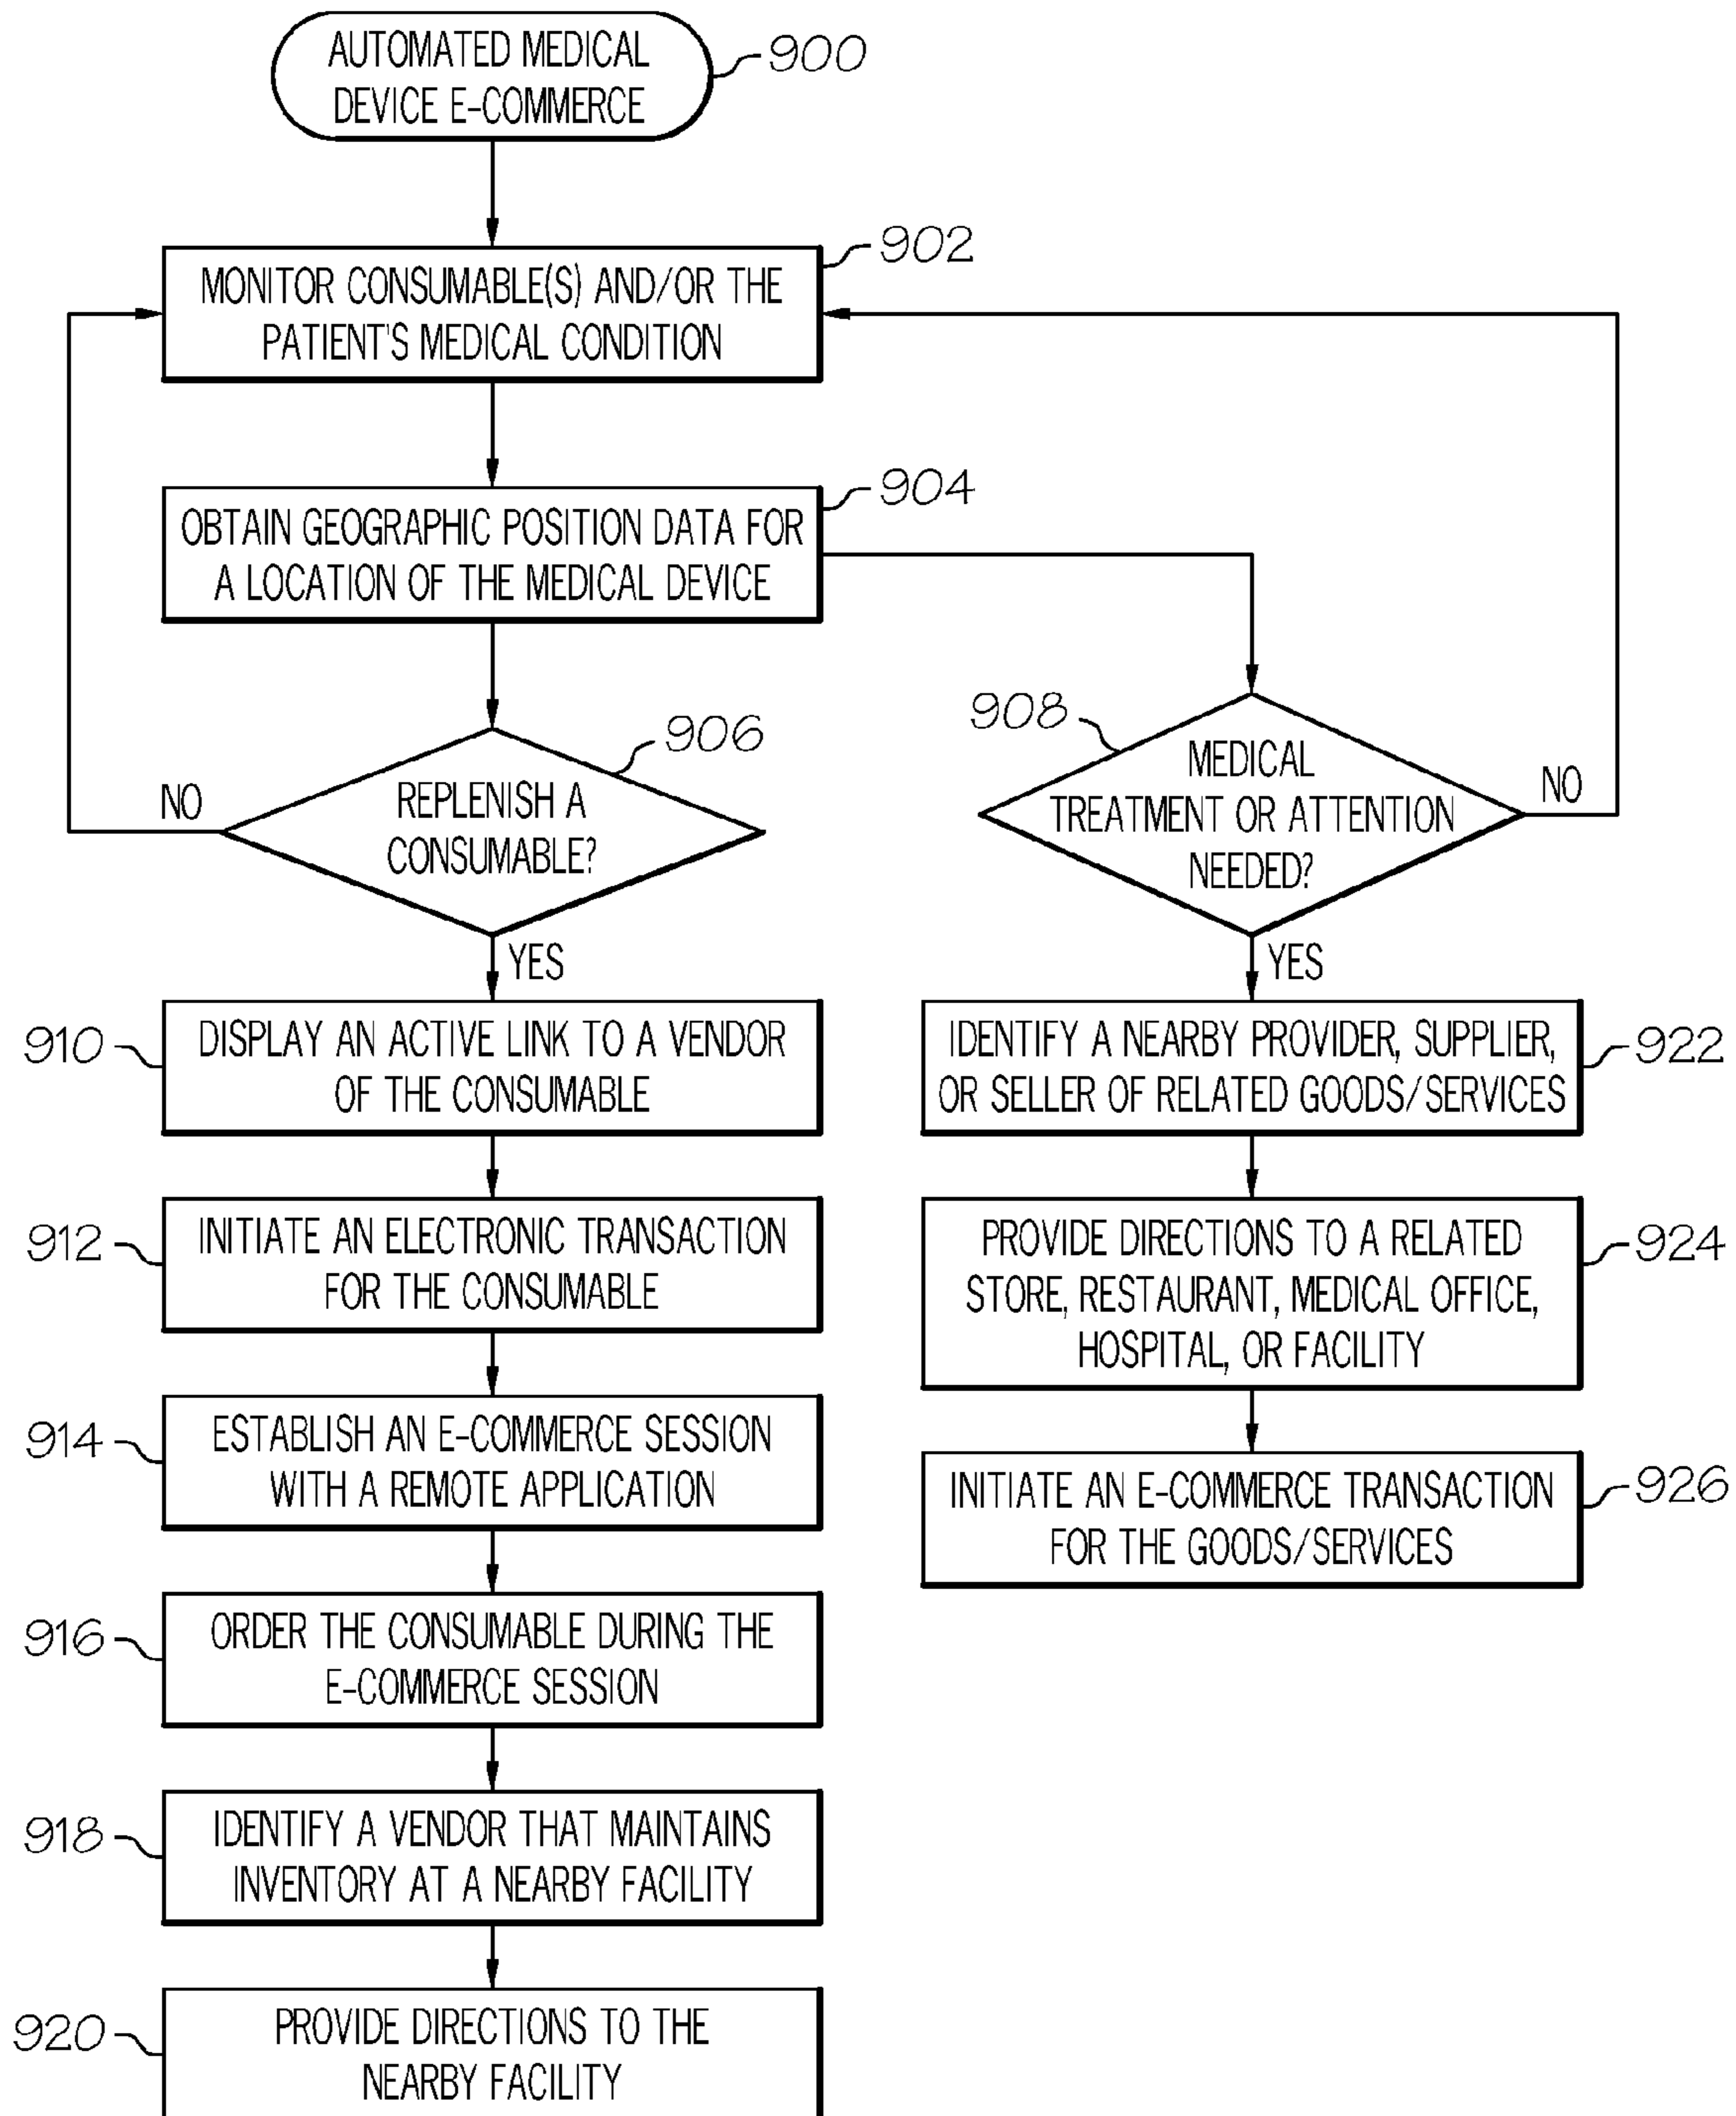 AUTOMATED MEDICAL
DEVICE E-COMMERCE
900
MONITOR CONSUMABLE(S) AND/OR THE
PATIENT'S MEDICAL CONDITION
902
OBTAIN GEOGRAPHIC POSITION DATA FOR
A LOCATION OF THE MEDICAL DEVICE
904
REPLENISH A
CONSUMABLE?
906
NO
YES
MEDICAL
TREATMENT OR ATTENTION
NEEDED?
908
NO
YES
910
DISPLAY AN ACTIVE LINK TO A VENDOR
OF THE CONSUMABLE
912
INITIATE AN ELECTRONIC TRANSACTION
FOR THE CONSUMABLE
914
ESTABLISH AN E-COMMERCE SESSION
WITH A REMOTE APPLICATION
916
ORDER THE CONSUMABLE DURING THE
E-COMMERCE SESSION
918
IDENTIFY A VENDOR THAT MAINTAINS
INVENTORY AT A NEARBY FACILITY
920
PROVIDE DIRECTIONS TO THE
NEARBY FACILITY
IDENTIFY A NEARBY PROVIDER, SUPPLIER,
OR SELLER OF RELATED GOODS/SERVICES
922
PROVIDE DIRECTIONS TO A RELATED
STORE, RESTAURANT, MEDICAL OFFICE,
HOSPITAL, OR FACILITY
924
INITIATE AN E-COMMERCE TRANSACTION
FOR THE GOODS/SERVICES
926